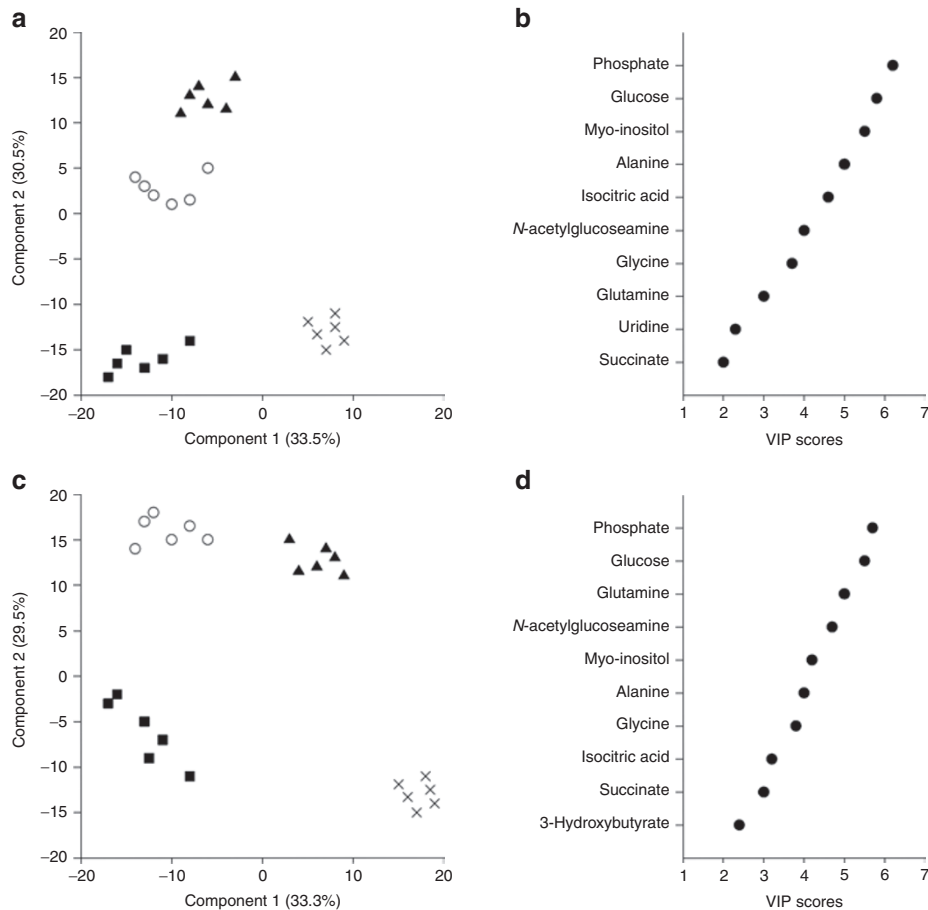 a
20
15
10
5
0
−5
−10
−15
−20
−20
−10
0
10
20
Component 2 (30.5%)
Component 1 (33.5%)
b
Phosphate
Glucose
Myo-inositol
Alanine
Isocitric acid
N-acetylglucoseamine
Glycine
Glutamine
Uridine
Succinate
1 2 3 4 5 6 7
VIP scores
c
20
15
10
5
0
−5
−10
−15
−20
−20
−10
0
10
20
Component 2 (29.5%)
Component 1 (33.3%)
d
Phosphate
Glucose
Glutamine
N-acetylglucoseamine
Myo-inositol
Alanine
Glycine
Isocitric acid
Succinate
3-Hydroxybutyrate
1 2 3 4 5 6 7
VIP scores